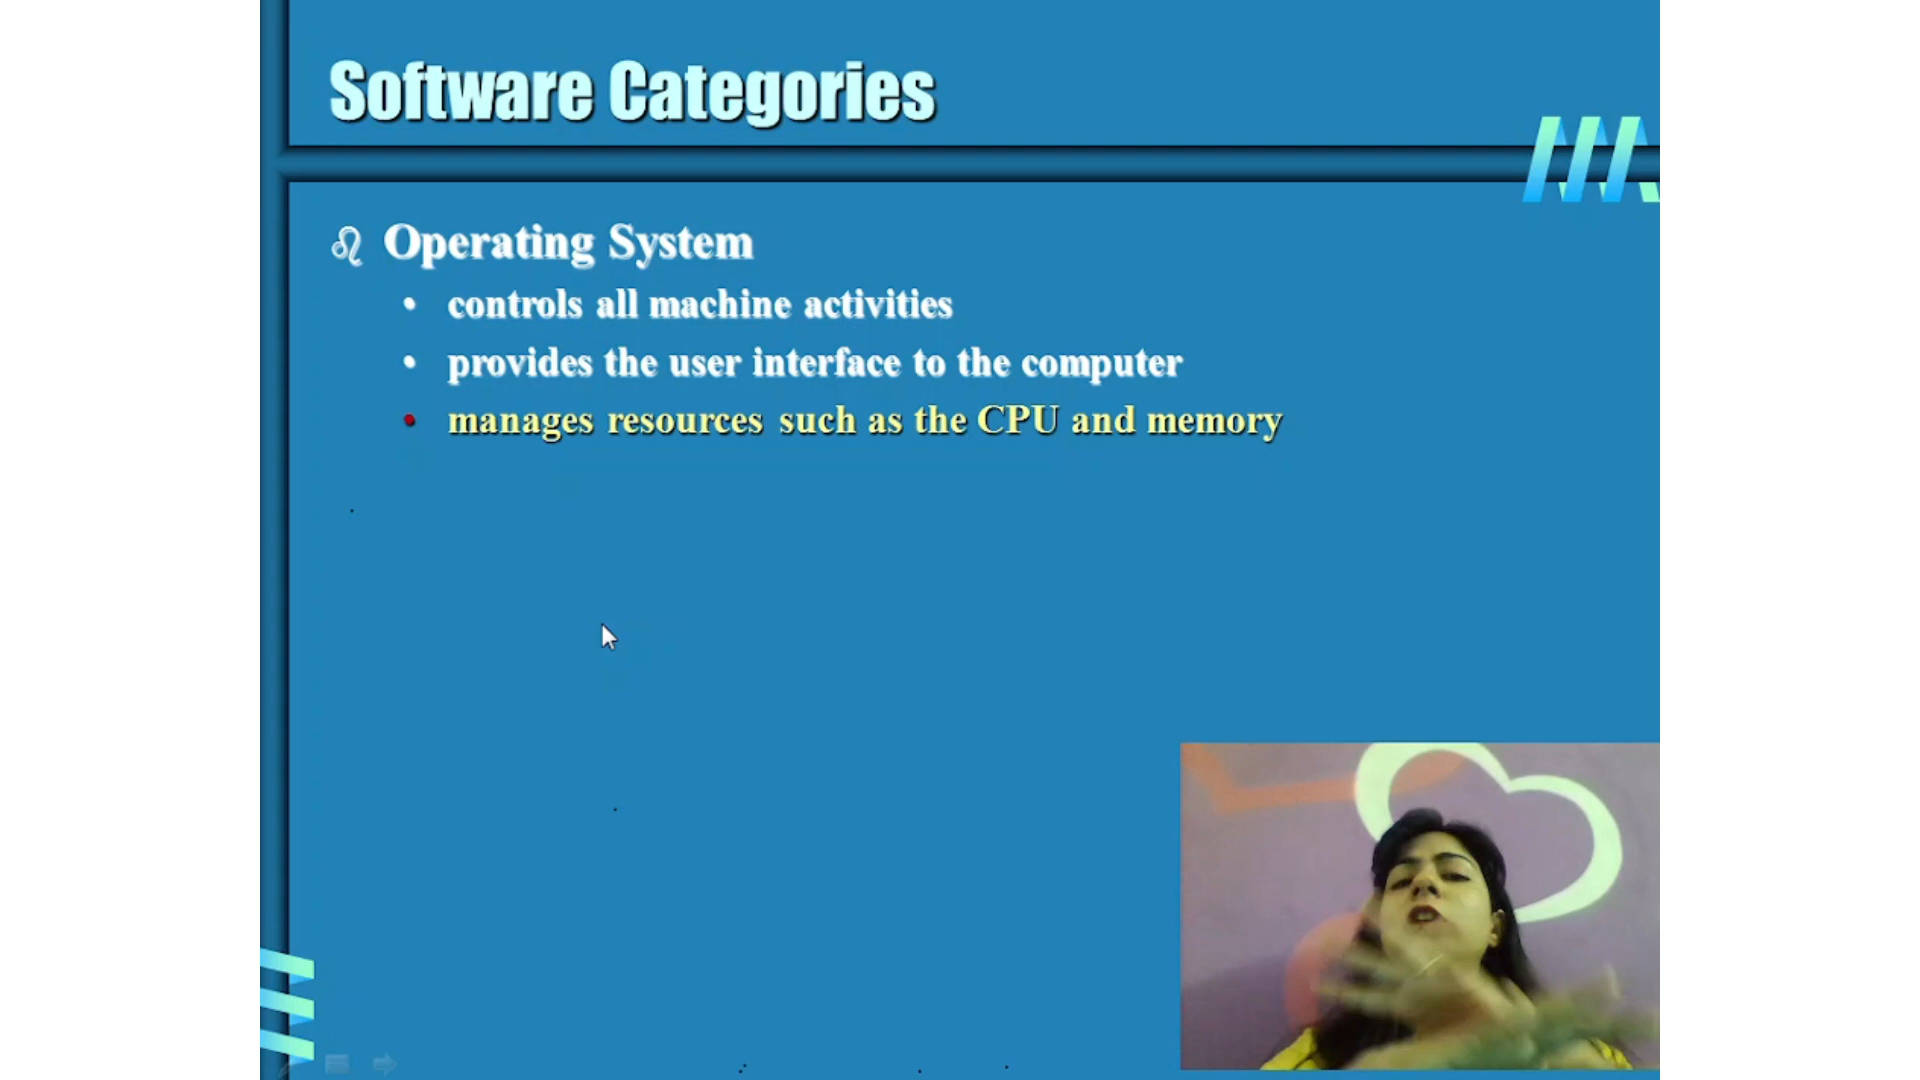 Software Categories
Operating System
• controls all machine activities
• provides the user interface to the computer
• manages resources such as the CPU and memory